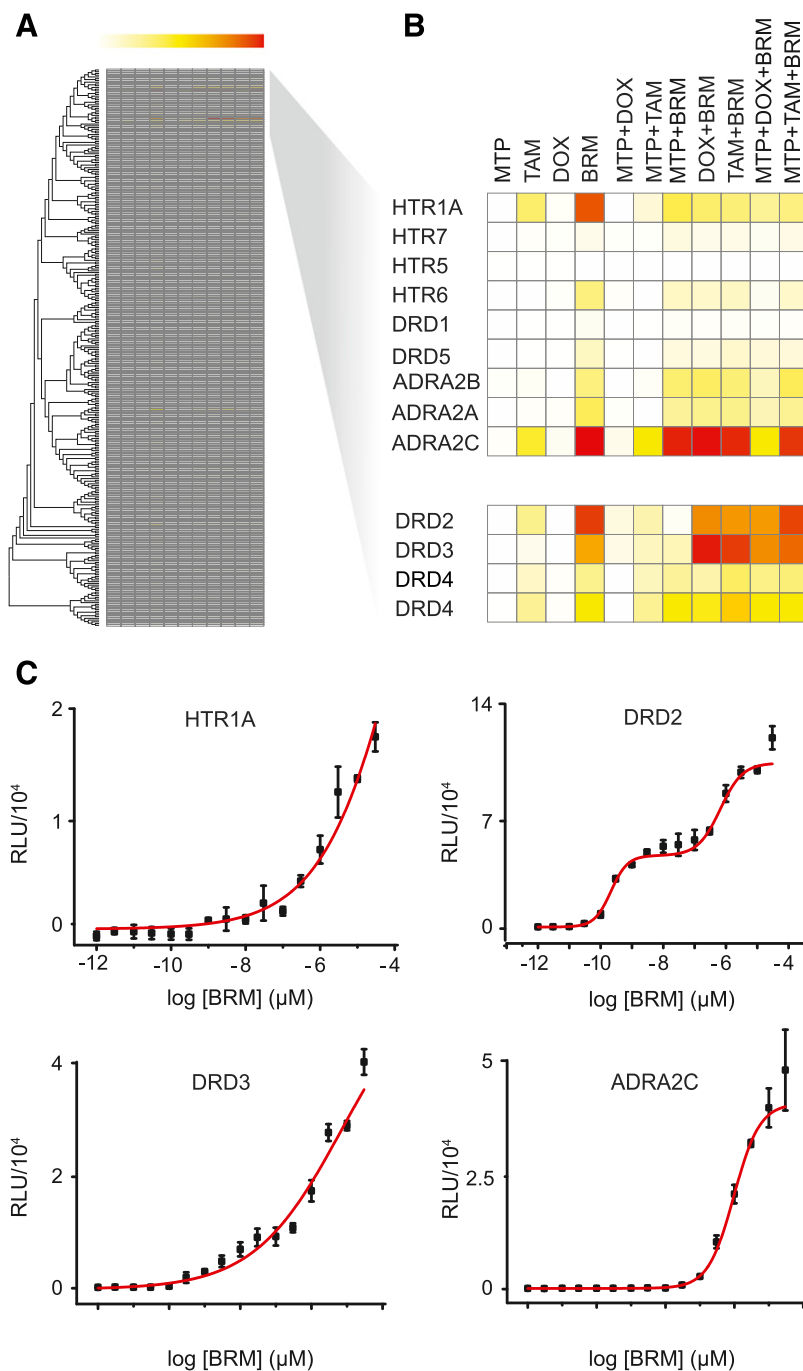 A
B
MTP
TAM
DOX
BRM
MTP+DOX
MTP+TAM
MTP+BRM
DOX+BRM
TAM+BRM
MTP+DOX+BRM
MTP+TAM+BRM
HTR1A
HTR7
HTR5
HTR6
DRD1
DRD5
ADRA2B
ADRA2A
ADRA2C
DRD2
DRD3
DRD4
DRD4
C
HTR1A
RLU/10⁴
2
1
0
-12 -10 -8 -6 -4
log [BRM] (μM)
DRD2
RLU/10⁴
14
7
0
-12 -10 -8 -6 -4
log [BRM] (μM)
DRD3
RLU/10⁴
4
2
0
log [BRM] (μM)
ADRA2C
RLU/10⁴
5
2.5
0
log [BRM] (μM)